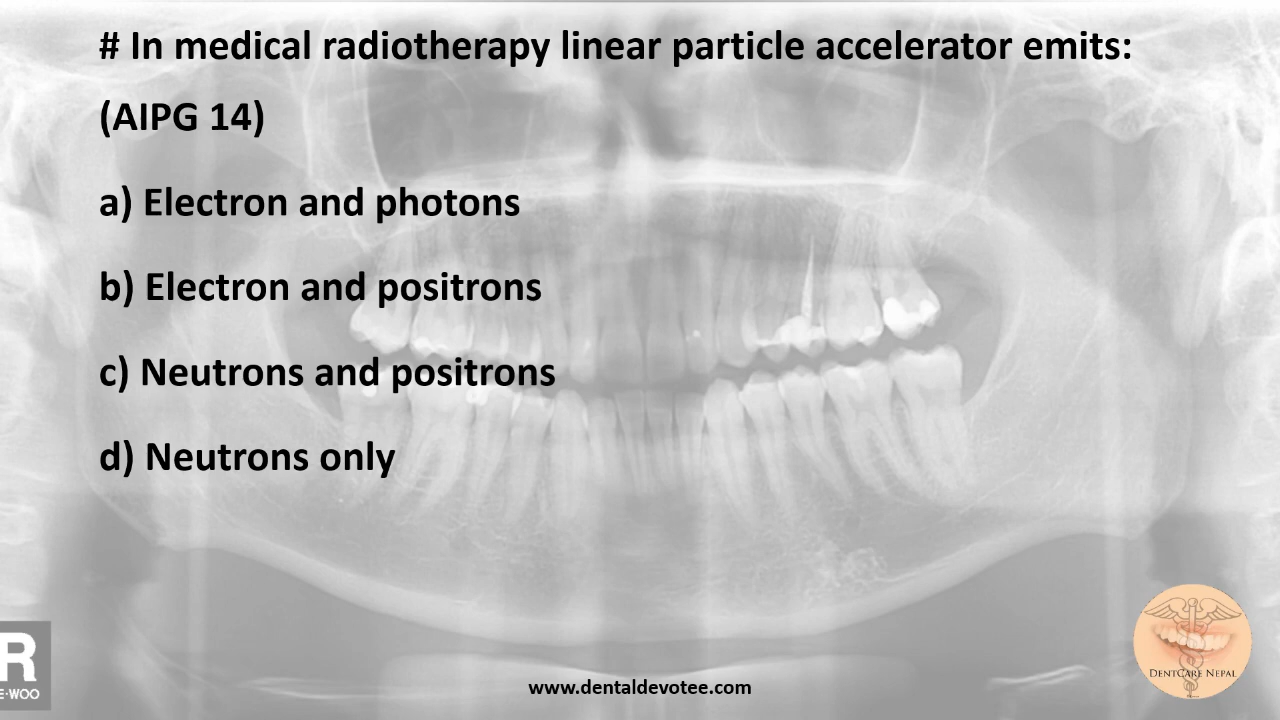 # In medical radiotherapy linear particle accelerator emits:
(AIPG 14)
a) Electron and photons
b) Electron and positrons
c) Neutrons and positrons
d) Neutrons only
R
E-WOO
DENTCARE NEPAL
www.dentaldevotee.com